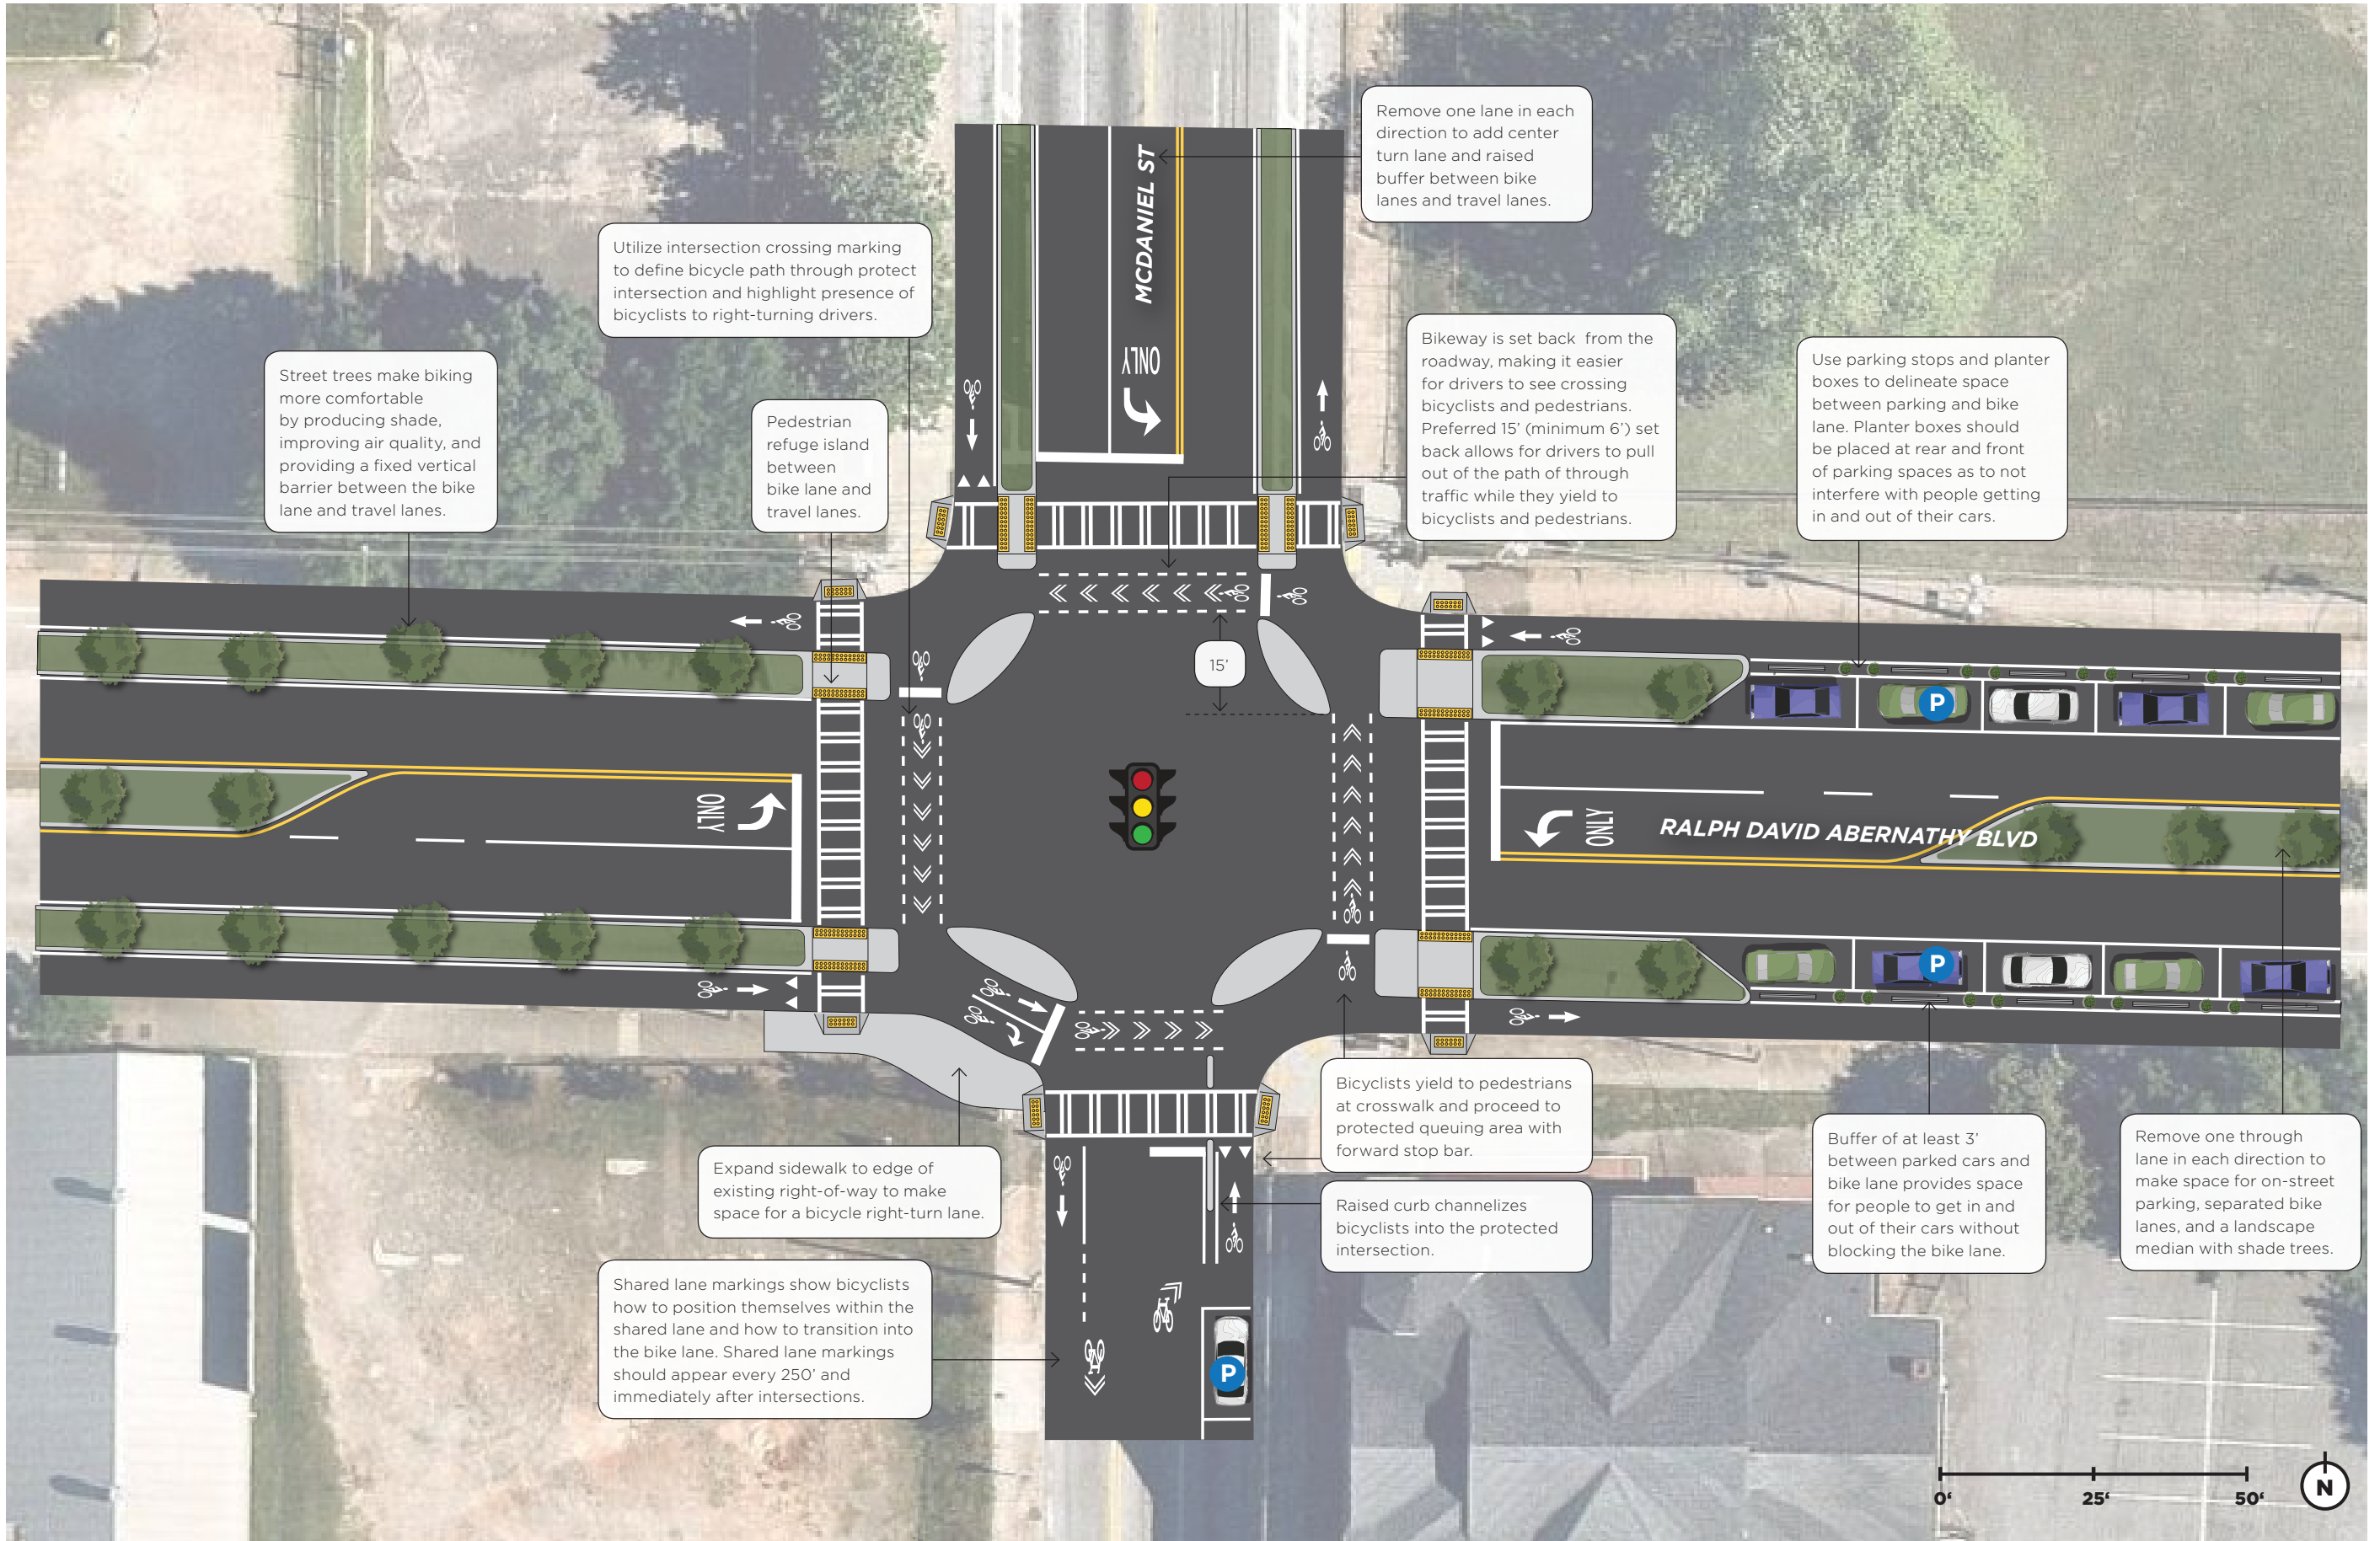 Remove one lane in each
direction to add center
turn lane and raised
buffer between bike
lanes and travel lanes.
MCDANIEL ST
ONLY
Utilize intersection crossing marking
to define bicycle path through protect
intersection and highlight presence of
bicyclists to right-turning drivers.
Street trees make biking
more comfortable
by producing shade,
improving air quality, and
providing a fixed vertical
barrier between the bike
lane and travel lanes.
Pedestrian
refuge island
between
bike lane and
travel lanes.
Bikeway is set back from the
roadway, making it easier
for drivers to see crossing
bicyclists and pedestrians.
Preferred 15’ (minimum 6’) set
back allows for drivers to pull
out of the path of through
traffic while they yield to
bicyclists and pedestrians.
Use parking stops and planter
boxes to delineate space
between parking and bike
lane. Planter boxes should
be placed at rear and front
of parking spaces as to not
interfere with people getting
in and out of their cars.
15’
P
ONLY
ONLY
RALPH DAVID ABERNATHY BLVD
P
Expand sidewalk to edge of
existing right-of-way to make
space for a bicycle right-turn lane.
Bicyclists yield to pedestrians
at crosswalk and proceed to
protected queuing area with
forward stop bar.
Raised curb channelizes
bicyclists into the protected
intersection.
Buffer of at least 3’
between parked cars and
bike lane provides space
for people to get in and
out of their cars without
blocking the bike lane.
Remove one through
lane in each direction to
make space for on-street
parking, separated bike
lanes, and a landscape
median with shade trees.
Shared lane markings show bicyclists
how to position themselves within the
shared lane and how to transition into
the bike lane. Shared lane markings
should appear every 250’ and
immediately after intersections.
P
0‘ 25‘ 50‘
N